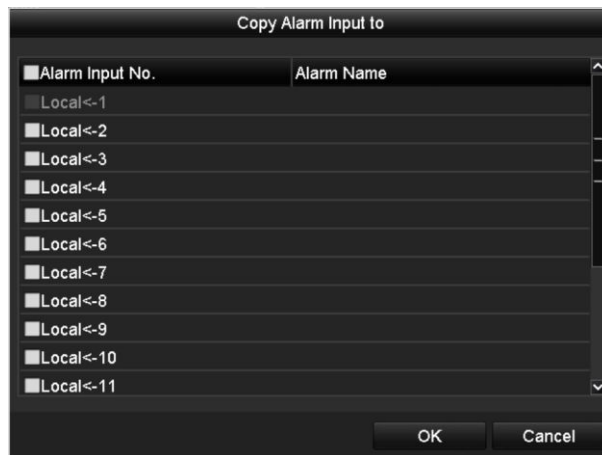 Copy Alarm Input to
Alarm Input No. Alarm Name
Local<-1
Local<-2
Local<-3
Local<-4
Local<-5
Local<-6
Local<-7
Local<-8
Local<-9
Local<-10
Local<-11
OK Cancel